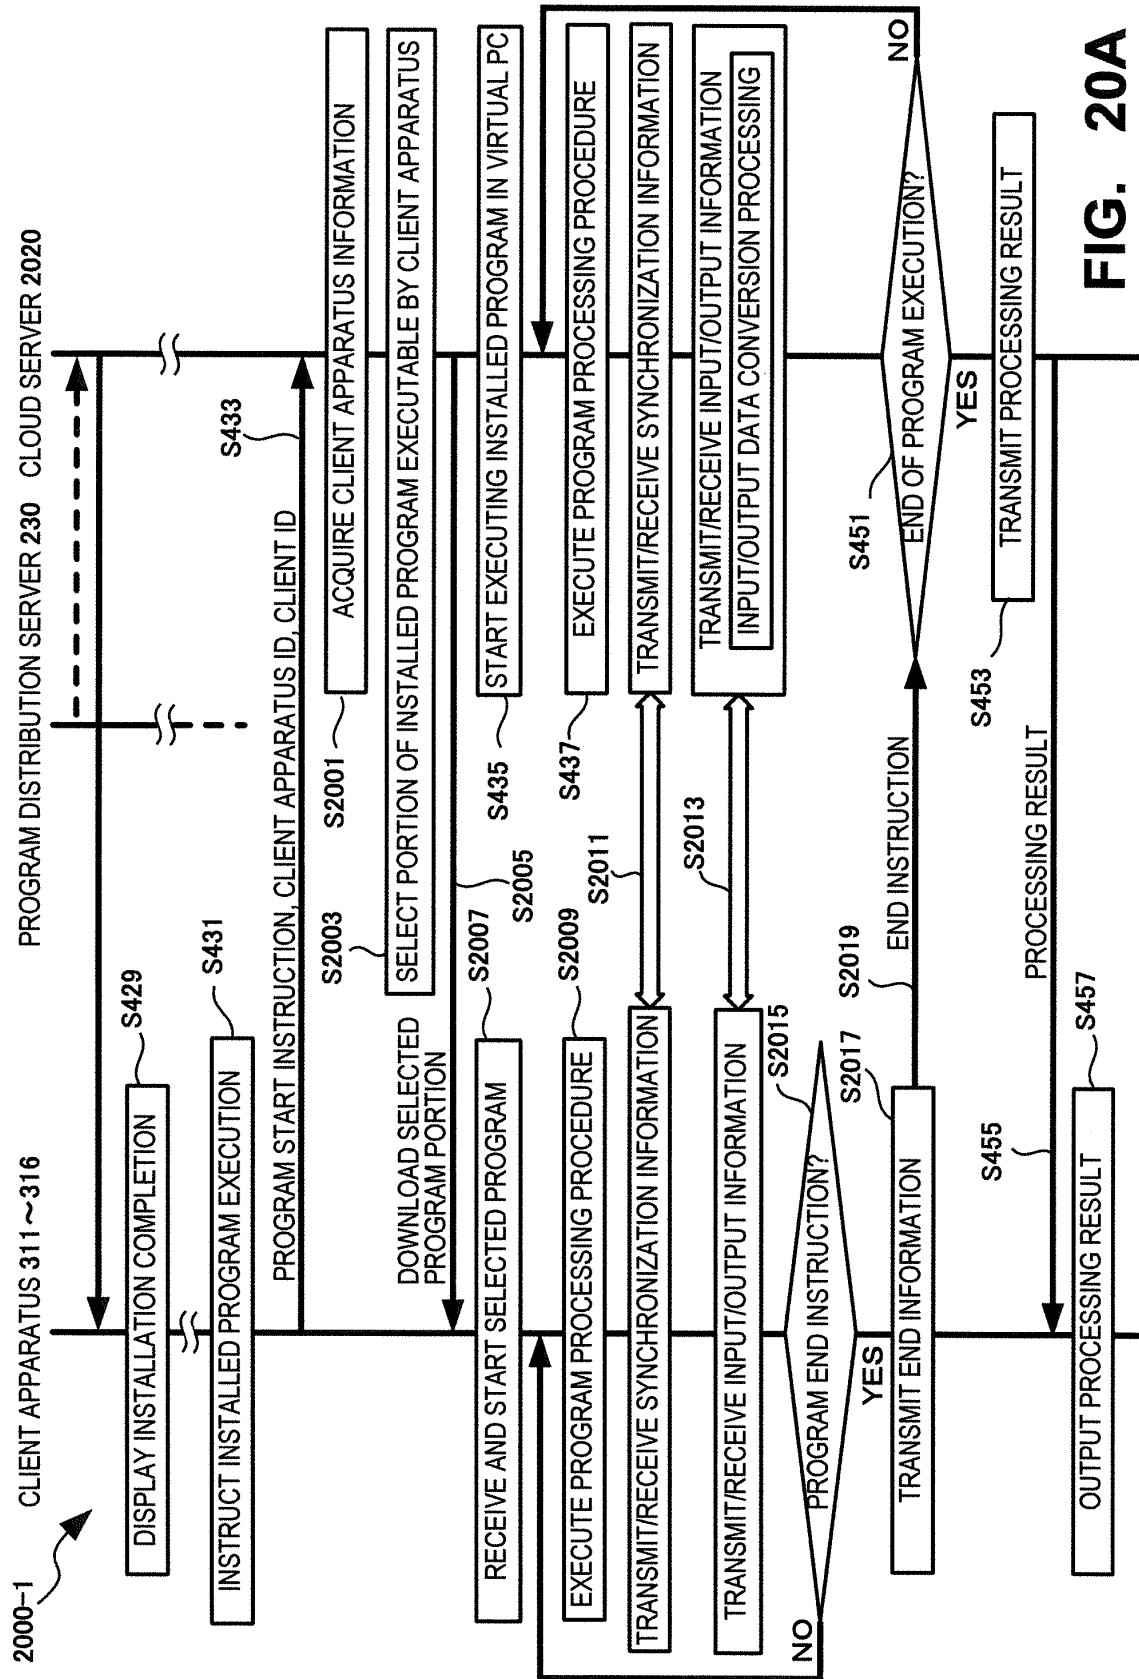 2000-1
CLIENT APPARATUS 311～316
PROGRAM DISTRIBUTION SERVER 230
CLOUD SERVER 2020
S429
DISPLAY INSTALLATION COMPLETION
S431
INSTRUCT INSTALLED PROGRAM EXECUTION
S433
PROGRAM START INSTRUCTION, CLIENT APPARATUS ID, CLIENT ID
S2001
ACQUIRE CLIENT APPARATUS INFORMATION
S2003
SELECT PORTION OF INSTALLED PROGRAM EXECUTABLE BY CLIENT APPARATUS
DOWNLOAD SELECTED
PROGRAM PORTION
S2005
S2007
RECEIVE AND START SELECTED PROGRAM
S435
START EXECUTING INSTALLED PROGRAM IN VIRTUAL PC
S2009
EXECUTE PROGRAM PROCESSING PROCEDURE
S437
EXECUTE PROGRAM PROCESSING PROCEDURE
S2011
TRANSMIT/RECEIVE SYNCHRONIZATION INFORMATION
TRANSMIT/RECEIVE SYNCHRONIZATION INFORMATION
S2013
TRANSMIT/RECEIVE INPUT/OUTPUT INFORMATION
TRANSMIT/RECEIVE INPUT/OUTPUT INFORMATION
INPUT/OUTPUT DATA CONVERSION PROCESSING
S2015
PROGRAM END INSTRUCTION?
NO
YES
S2017
TRANSMIT END INFORMATION
S2019
END INSTRUCTION
S451
END OF PROGRAM EXECUTION?
NO
YES
S453
TRANSMIT PROCESSING RESULT
S455
PROCESSING RESULT
S457
OUTPUT PROCESSING RESULT
FIG. 20A